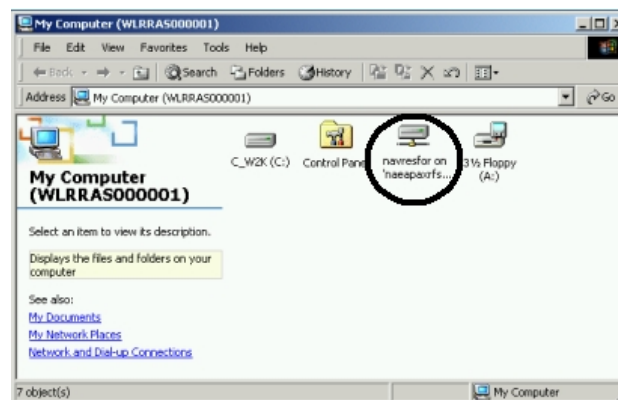 My Computer (WLRRAS000001)
File Edit View Favorites Tools Help
Back Search Folders History
Address My Computer (WLRRAS000001) Go
C_W2K (C:) Control Pane navresfor on 3½ Floppy
'naeapaxrfs... (A:)
My Computer
(WLRRAS000001)
Select an item to view its description.
Displays the files and folders on your
computer
See also:
My Documents
My Network Places
Network and Dial-up Connections
7 object(s) My Computer